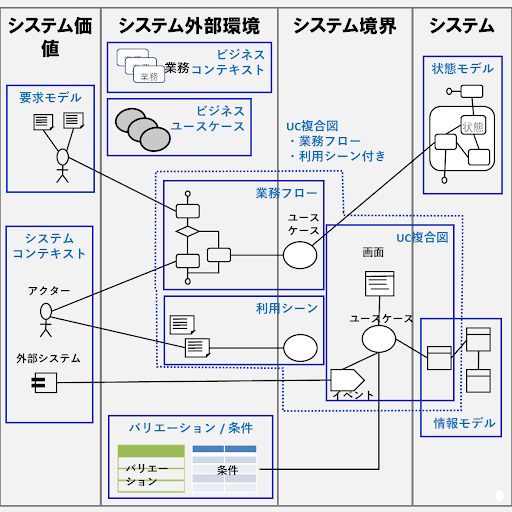 システム価
値
システム外部環境
システム境界
システム
要求モデル
業務
業務
ビジネス
コンテキスト
ビジネス
ユースケース
UC複合図
・業務フロー
・利用シーン付き
状態モデル
状態
業務フロー
ユース
ケース
システム
コンテキスト
アクター
外部システム
利用シーン
UC複合図
画面
ユースケース
イベント
情報モデル
バリエーション / 条件
バリエー
ション
条件